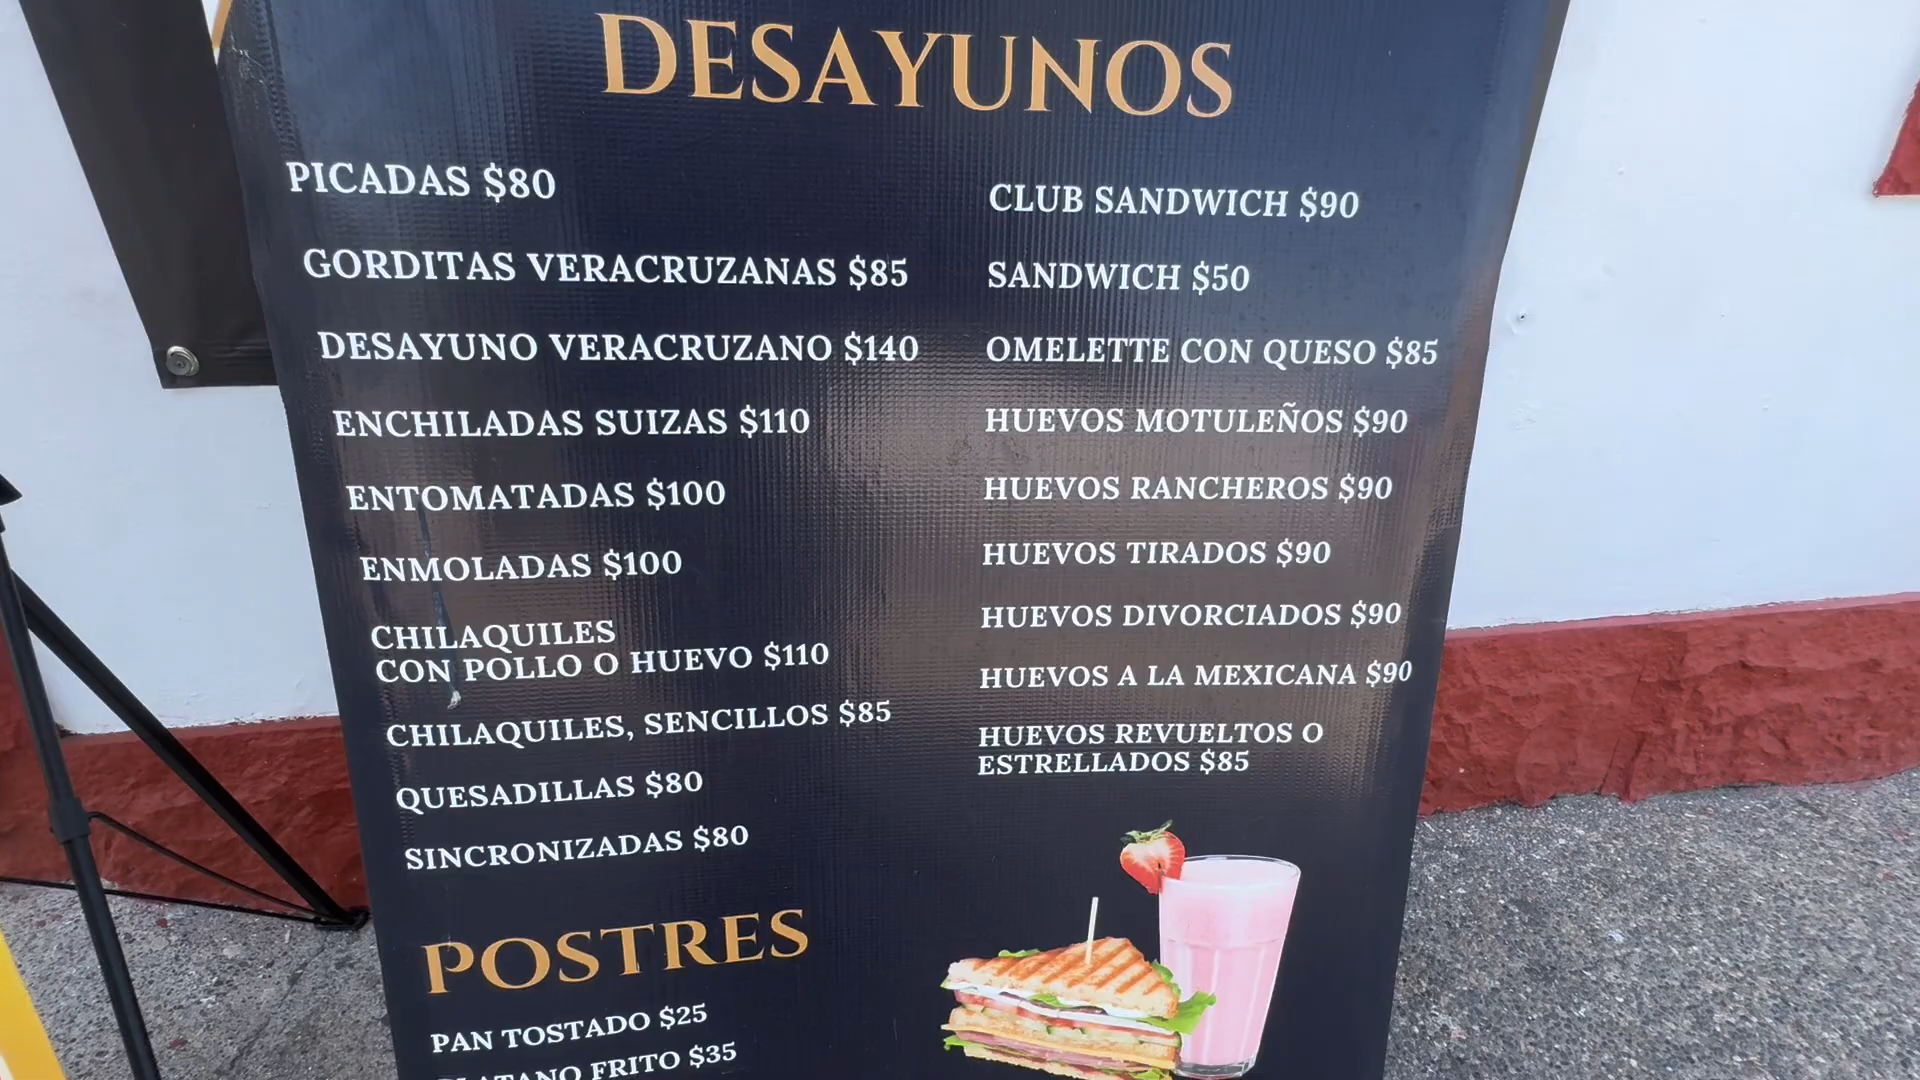 DESAYUNOS
PICADAS $80
GORDITAS VERACRUZANAS $85
DESAYUNO VERACRUZANO $140
ENCHILADAS SUIZAS $110
ENTOMATADAS $100
ENMOLADAS $100
CHILAQUILES
CON POLLO O HUEVO $110
CHILAQUILES, SENCILLOS $85
QUESADILLAS $80
SINCRONIZADAS $80
CLUB SANDWICH $90
SANDWICH $50
OMELETTE CON QUESO $85
HUEVOS MOTULEÑOS $90
HUEVOS RANCHEROS $90
HUEVOS TIRADOS $90
HUEVOS DIVORCIADOS $90
HUEVOS A LA MEXICANA $90
HUEVOS REVUELTOS O
ESTRELLADOS $85
POSTRES
PAN TOSTADO $25
PLATANO FRITO $35